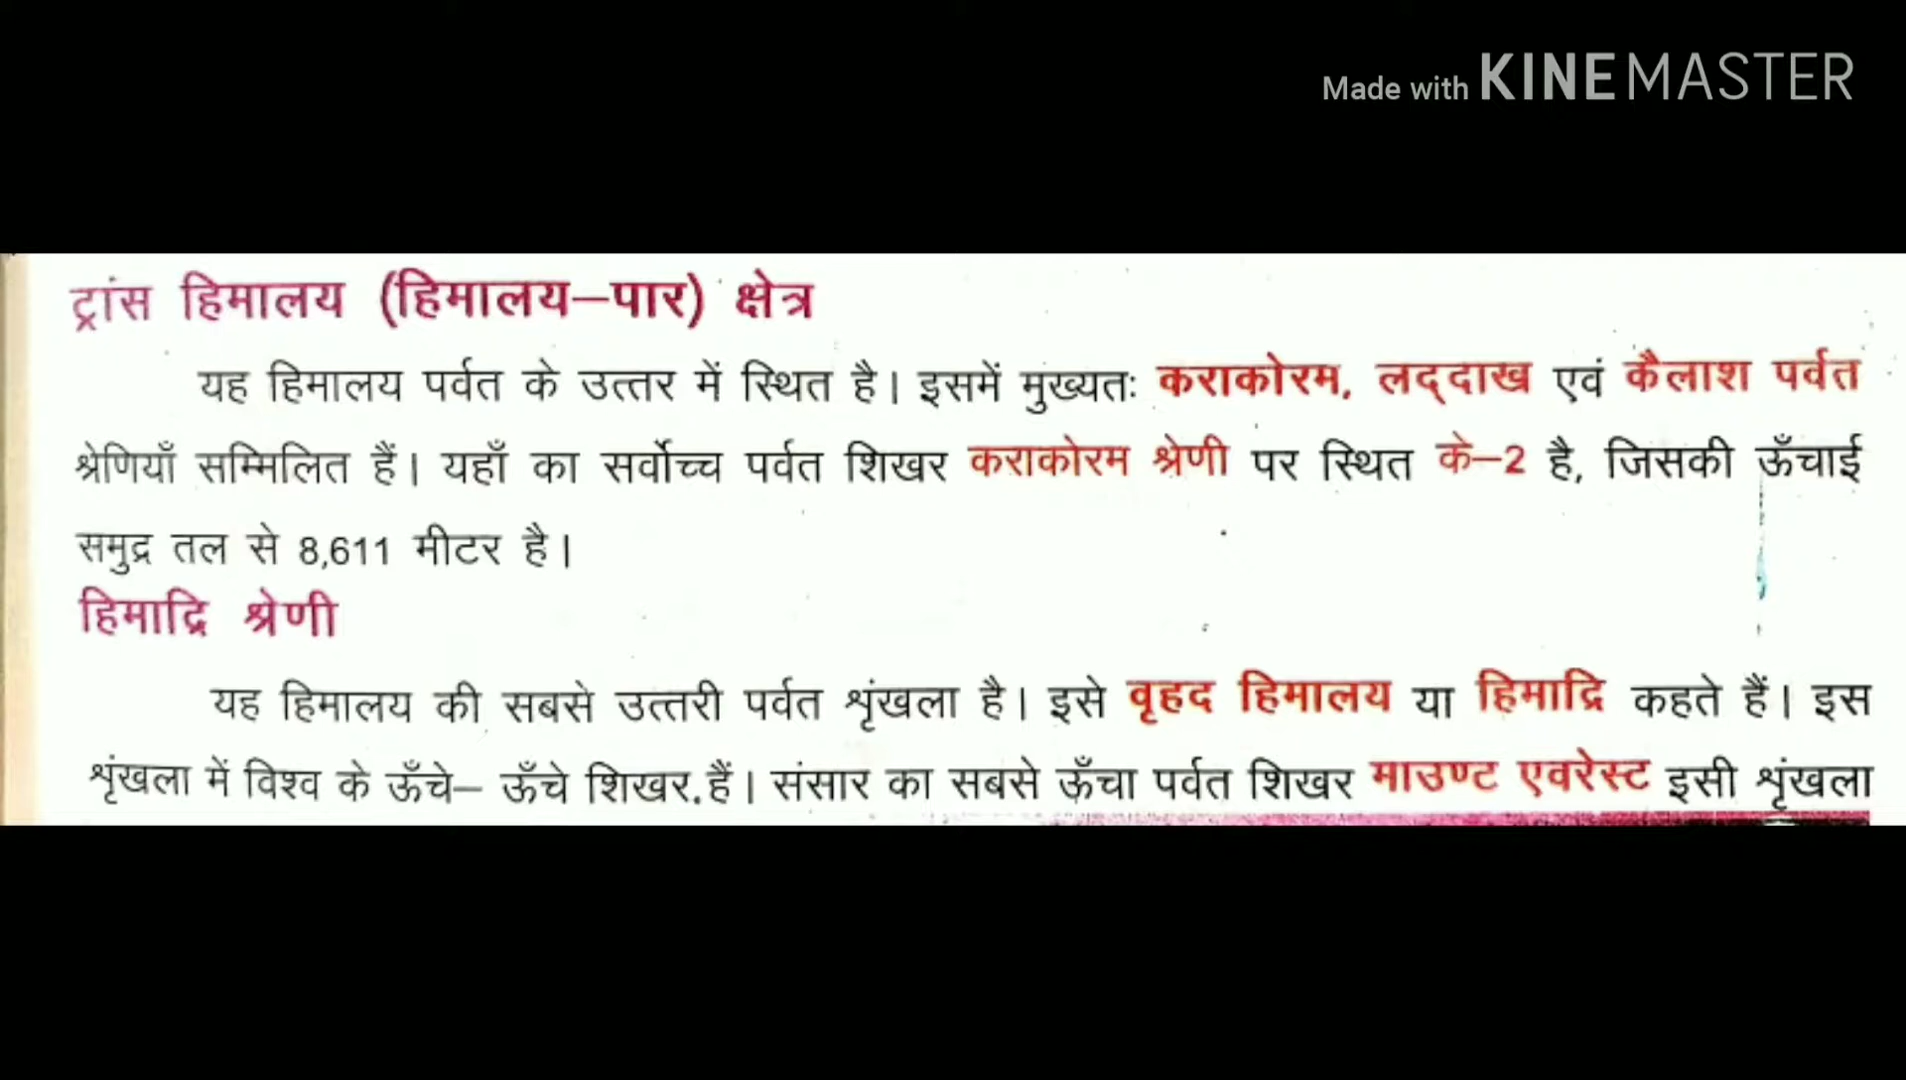 Made with KINEMASTER
ट्रांस हिमालय (हिमालय–पार) क्षेत्र
यह हिमालय पर्वत के उत्तर में स्थित है। इसमें मुख्यतः कराकोरम, लद्दाख एवं कैलाश पर्वत
श्रेणियाँ सम्मिलित हैं। यहाँ का सर्वोच्च पर्वत शिखर कराकोरम श्रेणी पर स्थित के–2 है, जिसकी ऊँचाई
समुद्र तल से 8,611 मीटर है।
हिमाद्रि श्रेणी
यह हिमालय की सबसे उत्तरी पर्वत शृंखला है। इसे वृहद हिमालय या हिमाद्रि कहते हैं। इस
शृंखला में विश्व के ऊँचे– ऊँचे शिखर हैं। संसार का सबसे ऊँचा पर्वत शिखर माउण्ट एवरेस्ट इसी शृंखला